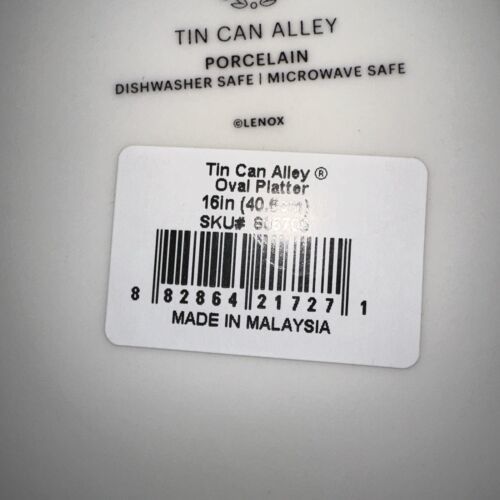 TIN CAN ALLEY
PORCELAIN
DISHWASHER SAFE | MICROWAVE SAFE
©LENOX
Tin Can Alley ®
Oval Platter
16in
SKU#
8 82864 21727 1
MADE IN MALAYSIA